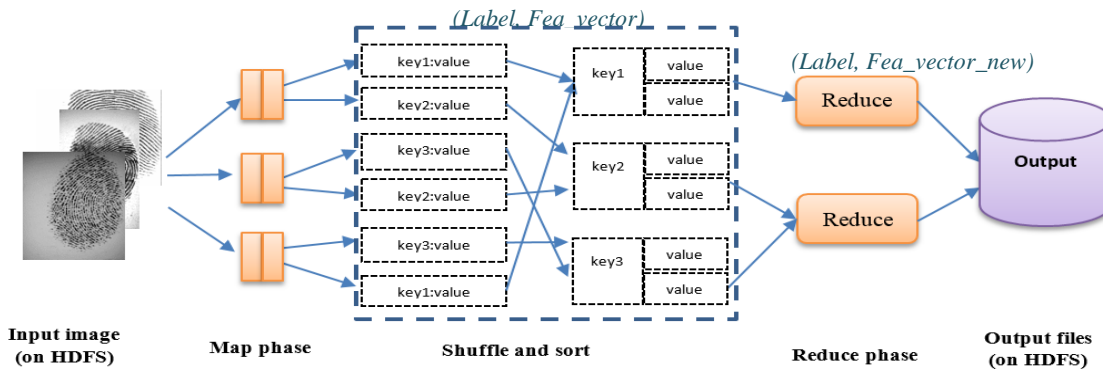 (Label, Fea_vector)
key1:value
key2:value
key3:value
key2:value
key3:value
key1:value
key1
value
value
key2
value
value
key3
value
value
(Label, Fea_vector_new)
Reduce
Reduce
Output
Input image
(on HDFS)
Map phase
Shuffle and sort
Reduce phase
Output files
(on HDFS)